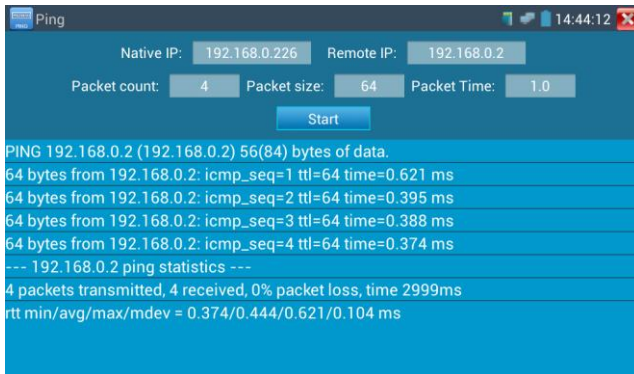 Ping 14:44:12
Native IP: 192.168.0.226 Remote IP: 192.168.0.2
Packet count: 4 Packet size: 64 Packet Time: 1.0
Start
PING 192.168.0.2 (192.168.0.2) 56(84) bytes of data.
64 bytes from 192.168.0.2: icmp_seq=1 ttl=64 time=0.621 ms
64 bytes from 192.168.0.2: icmp_seq=2 ttl=64 time=0.395 ms
64 bytes from 192.168.0.2: icmp_seq=3 ttl=64 time=0.388 ms
64 bytes from 192.168.0.2: icmp_seq=4 ttl=64 time=0.374 ms
--- 192.168.0.2 ping statistics ---
4 packets transmitted, 4 received, 0% packet loss, time 2999ms
rtt min/avg/max/mdev = 0.374/0.444/0.621/0.104 ms